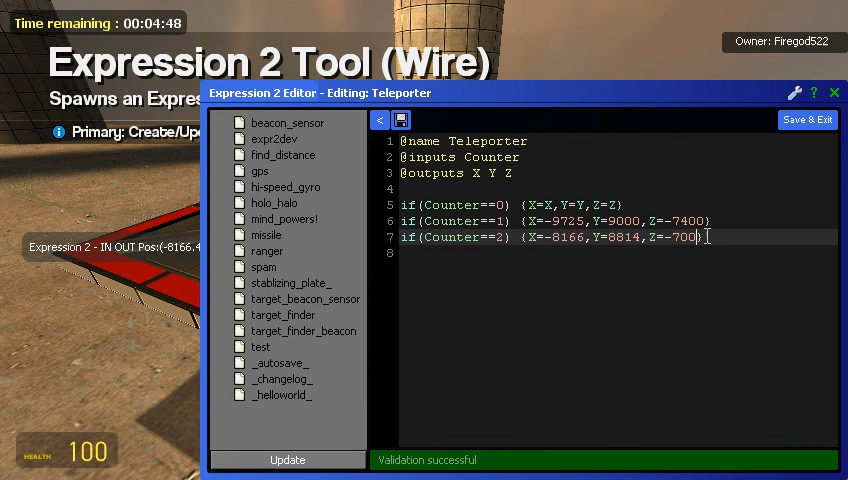 Time remaining : 00:04:48
Owner: Firegod522
Expression 2 Tool (Wire)
Spawns an Expres
Primary: Create/Up
Expression 2 - IN OUT Pos:(-8166.4
HEALTH 100
Expression 2 Editor - Editing: Teleporter
?
beacon_sensor
expr2dev
find_distance
gps
hi-speed_gyro
holo_halo
mind_powers!
missile
ranger
spam
stablizing_plate_
target_beacon_sensor
target_finder
target_finder_beacon
test
_autosave_
_changelog_
_helloworld_
Update
<
Save & Exit
1 @name Teleporter
2 @inputs Counter
3 @outputs X Y Z
4
5 if(Counter==0) {X=X,Y=Y,Z=Z}
6 if(Counter==1) {X=-9725,Y=9000,Z=-7400}
7 if(Counter==2) {X=-8166,Y=8814,Z=-700}
8
Validation successful